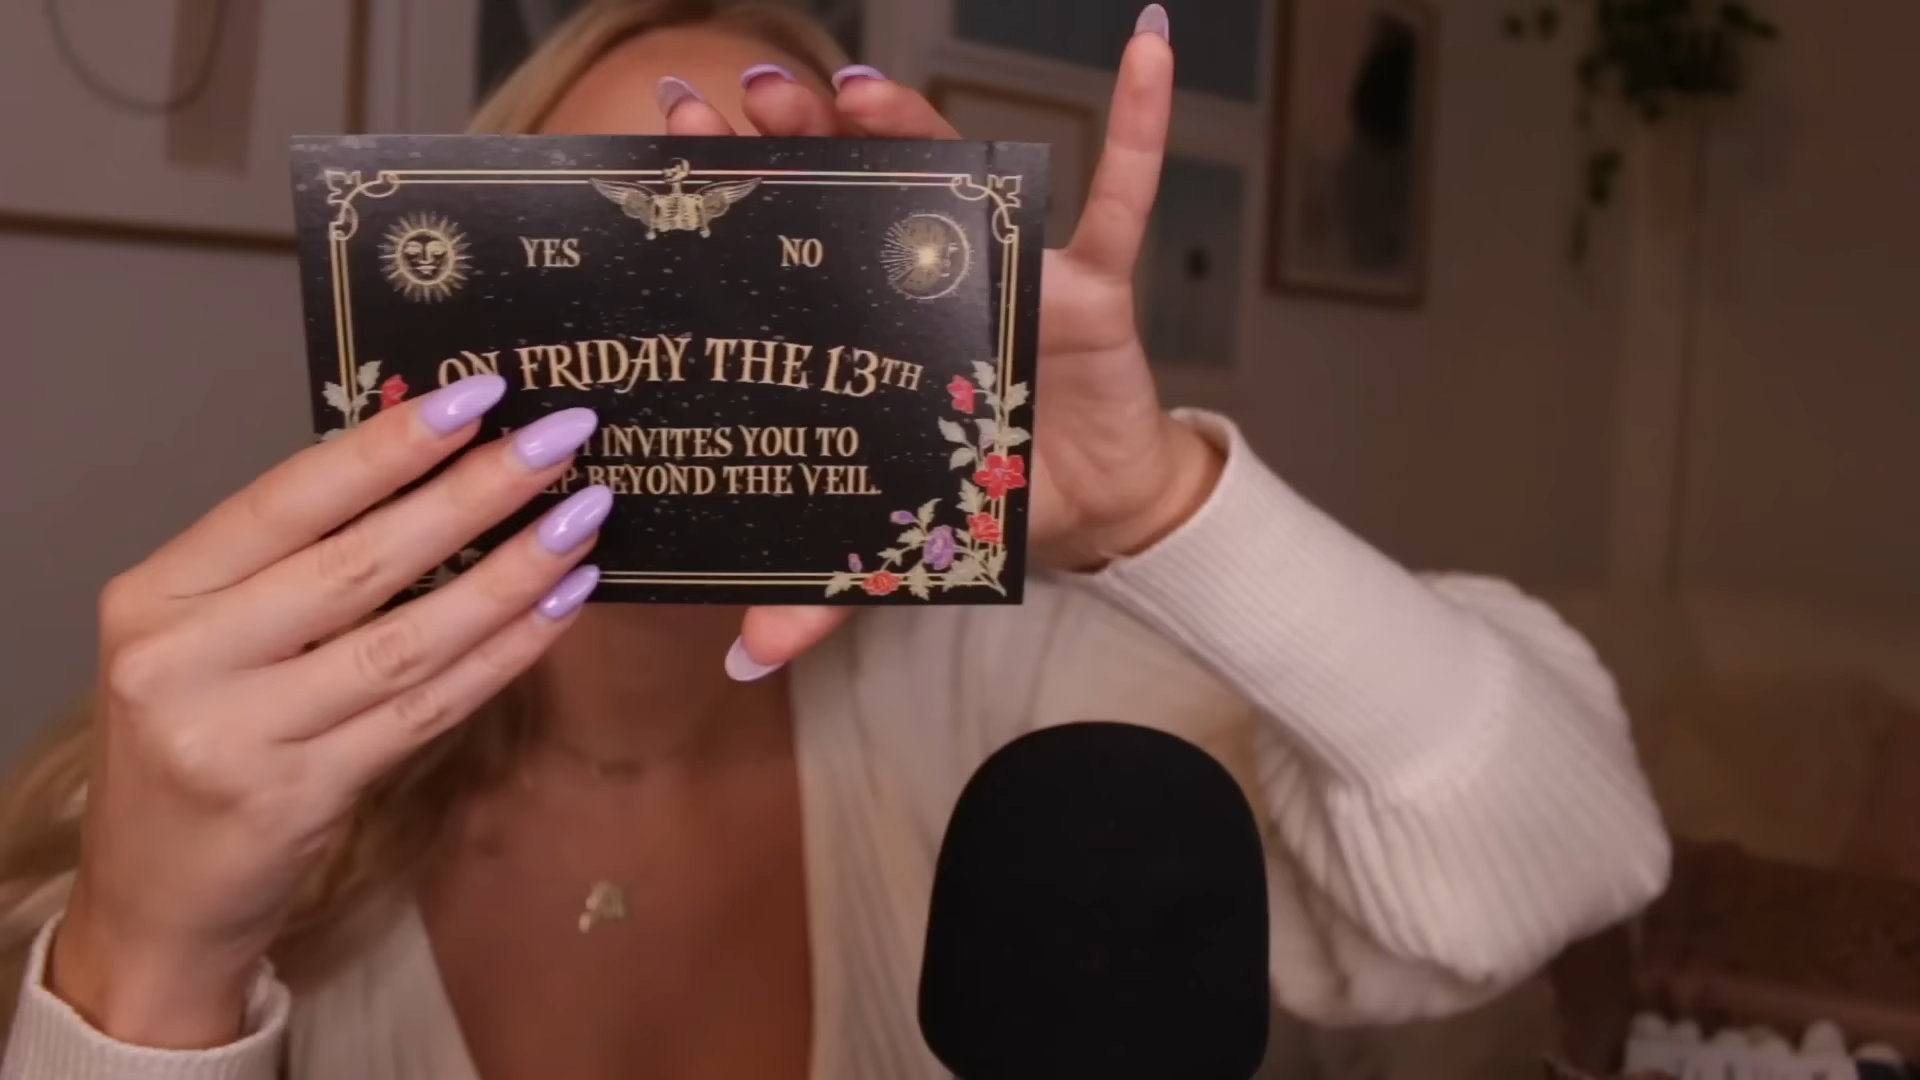 YES NO
ON FRIDAY THE 13TH
INVITES YOU TO
BEYOND THE VEIL.